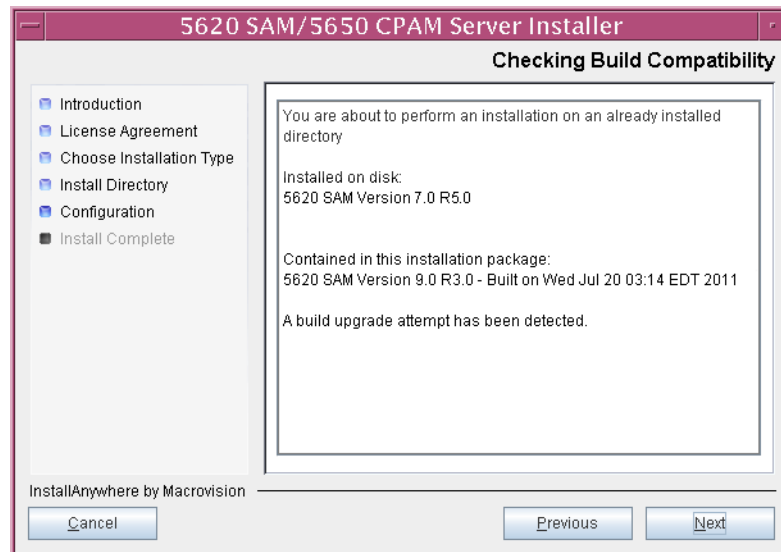 5620 SAM/5650 CPAM Server Installer
Checking Build Compatibility
Introduction
License Agreement
Choose Installation Type
Install Directory
Configuration
Install Complete
You are about to perform an installation on an already installed
directory
Installed on disk:
5620 SAM Version 7.0 R5.0
Contained in this installation package:
5620 SAM Version 9.0 R3.0 - Built on Wed Jul 20 03:14 EDT 2011
A build upgrade attempt has been detected.
InstallAnywhere by Macrovision
Cancel
Previous
Next